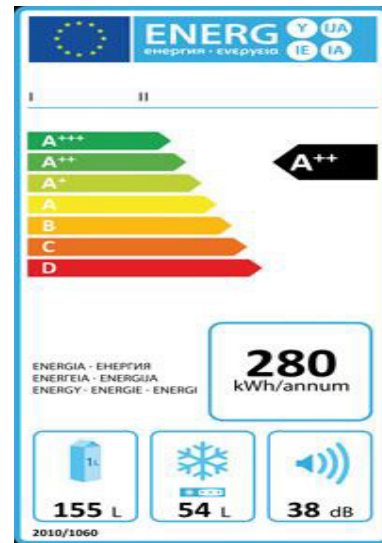 ENERG Y IJA
енергия · ενεργεια IE IA
I II
A+++
A++
A++
A+
A
B
C
D
280
kWh/annum
ENERGIA · ЕНЕРГИЯ
ΕΝΕΡΓΕΙΑ · ENERGIJA
ENERGY · ENERGIE · ENERGI
1L
155 L 54 L 38 dB
2010/1060